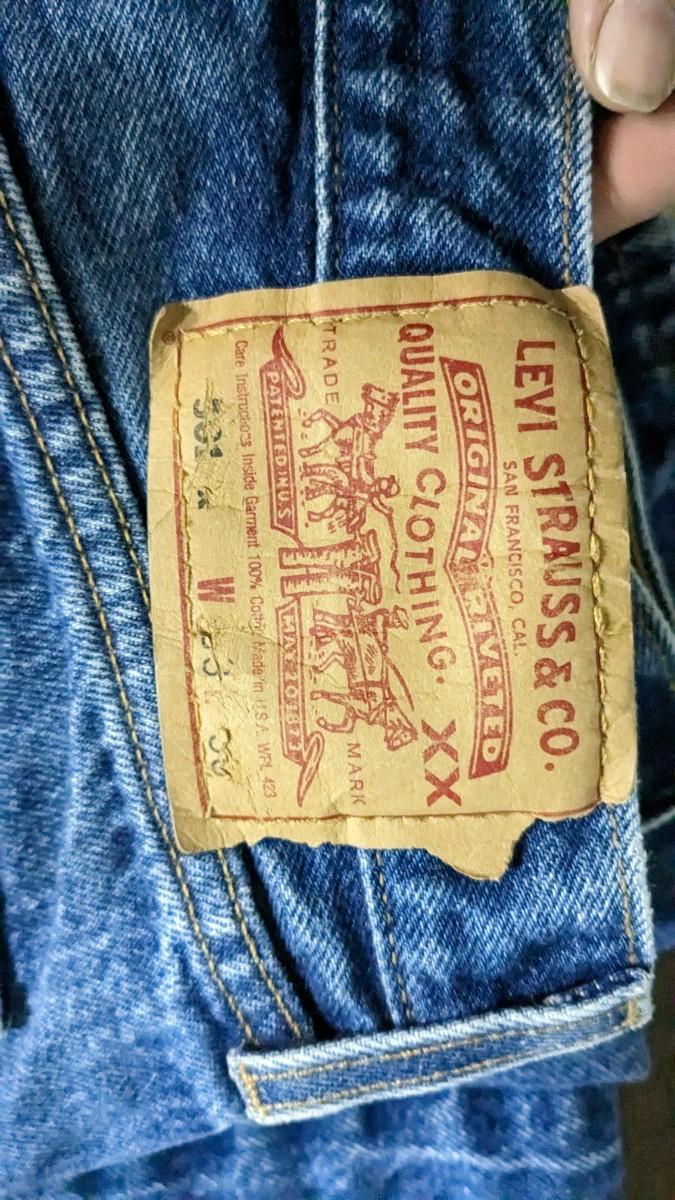 LEVI STRAUSS & CO.
SAN FRANCISCO, CAL.
ORIGINAL RIVETED
QUALITY CLOTHING. XX
TRADE MARK
PATENTED IN U.S.
MAY 20 1873
Care Instructions Inside Garment 100% Cotton Made in U.S.A. WPL 423
501 W
®